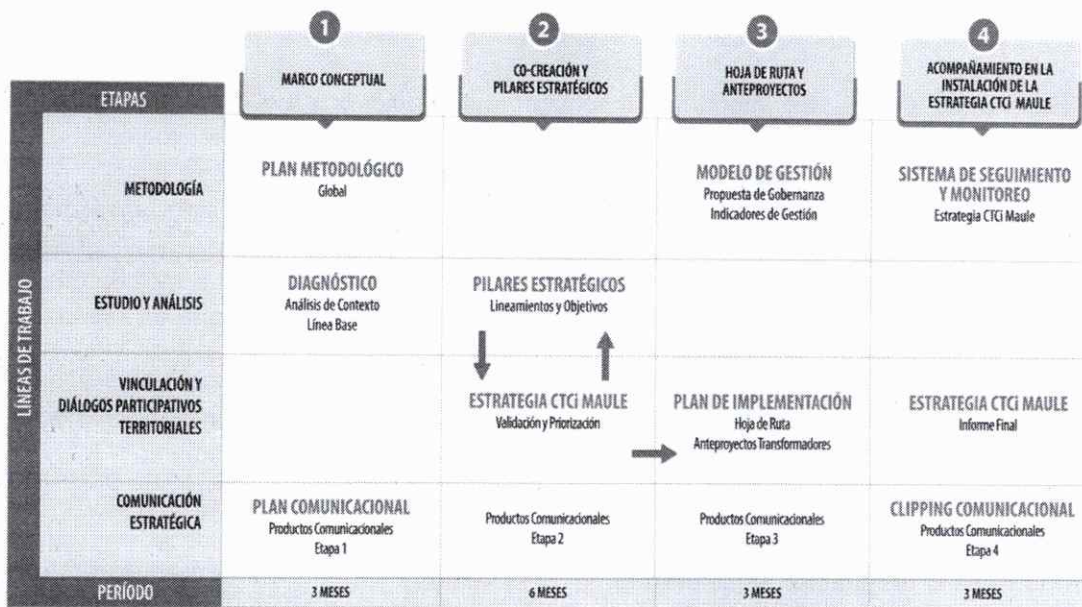 1
2
3
4
MARCO CONCEPTUAL
CO-CREACIÓN Y
PILARES ESTRATÉGICOS
HOJA DE RUTA Y
ANTEPROYECTOS
ACOMPAÑAMIENTO EN LA
INSTALACIÓN DE LA
ESTRATEGIA CTCi MAULE
ETAPAS
LÍNEAS DE TRABAJO
METODOLOGÍA
PLAN METODOLÓGICO
Global
MODELO DE GESTIÓN
Propuesta de Gobernanza
Indicadores de Gestión
SISTEMA DE SEGUIMIENTO
Y MONITOREO
Estrategia CTCi Maule
ESTUDIO Y ANÁLISIS
DIAGNÓSTICO
Análisis de Contexto
Línea Base
PILARES ESTRATÉGICOS
Lineamientos y Objetivos
VINCULACIÓN Y
DIÁLOGOS PARTICIPATIVOS
TERRITORIALES
ESTRATEGIA CTCi MAULE
Validación y Priorización
PLAN DE IMPLEMENTACIÓN
Hoja de Ruta
Anteproyectos Transformadores
ESTRATEGIA CTCi MAULE
Informe Final
COMUNICACIÓN
ESTRATÉGICA
PLAN COMUNICACIONAL
Productos Comunicacionales
Etapa 1
Productos Comunicacionales
Etapa 2
Productos Comunicacionales
Etapa 3
CLIPPING COMUNICACIONAL
Productos Comunicacionales
Etapa 4
PERÍODO
3 MESES
6 MESES
3 MESES
3 MESES